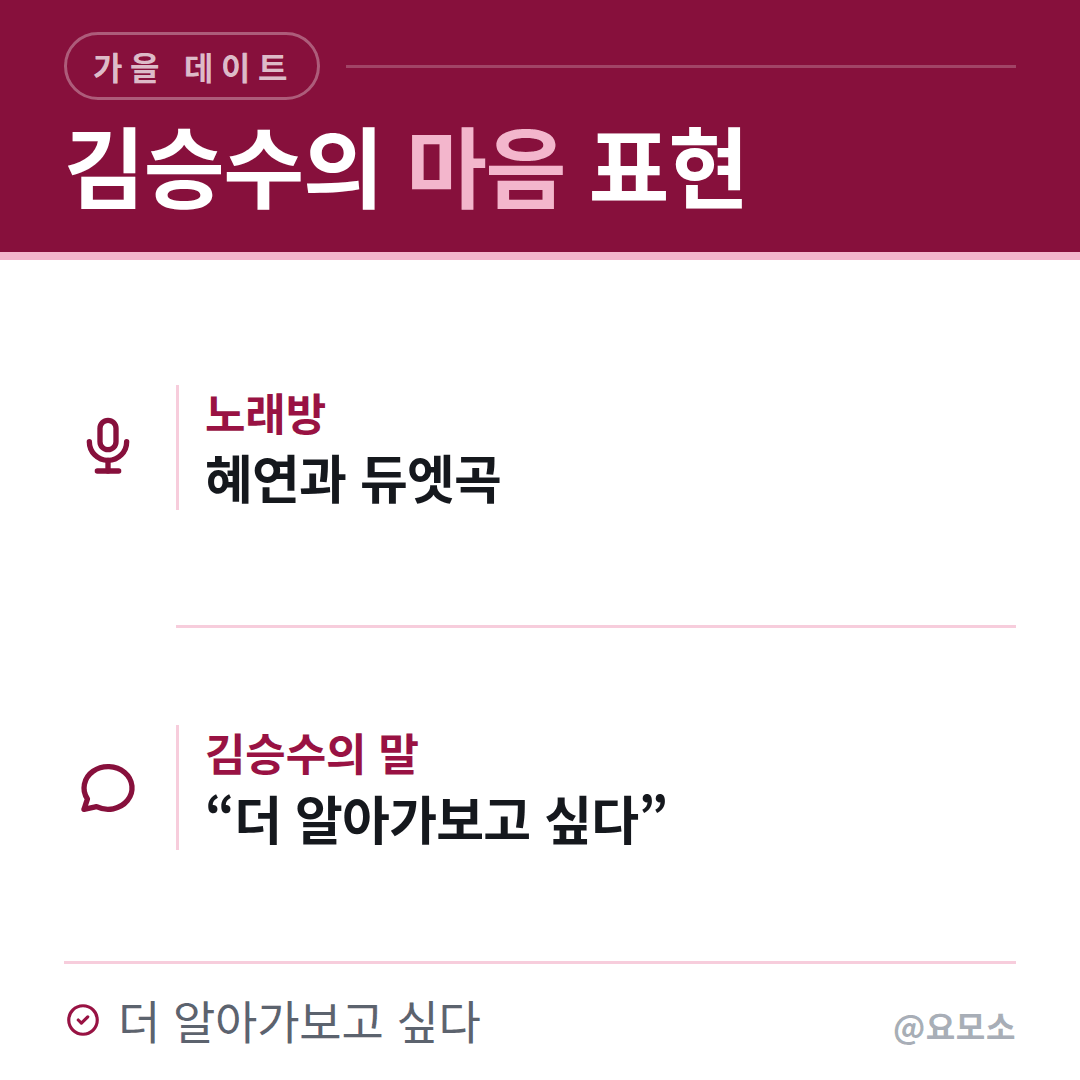 가을 데이트
김승수의 마음 표현
노래방
혜연과 듀엣곡
김승수의 말
“더 알아가보고 싶다”
더 알아가보고 싶다
@요모소